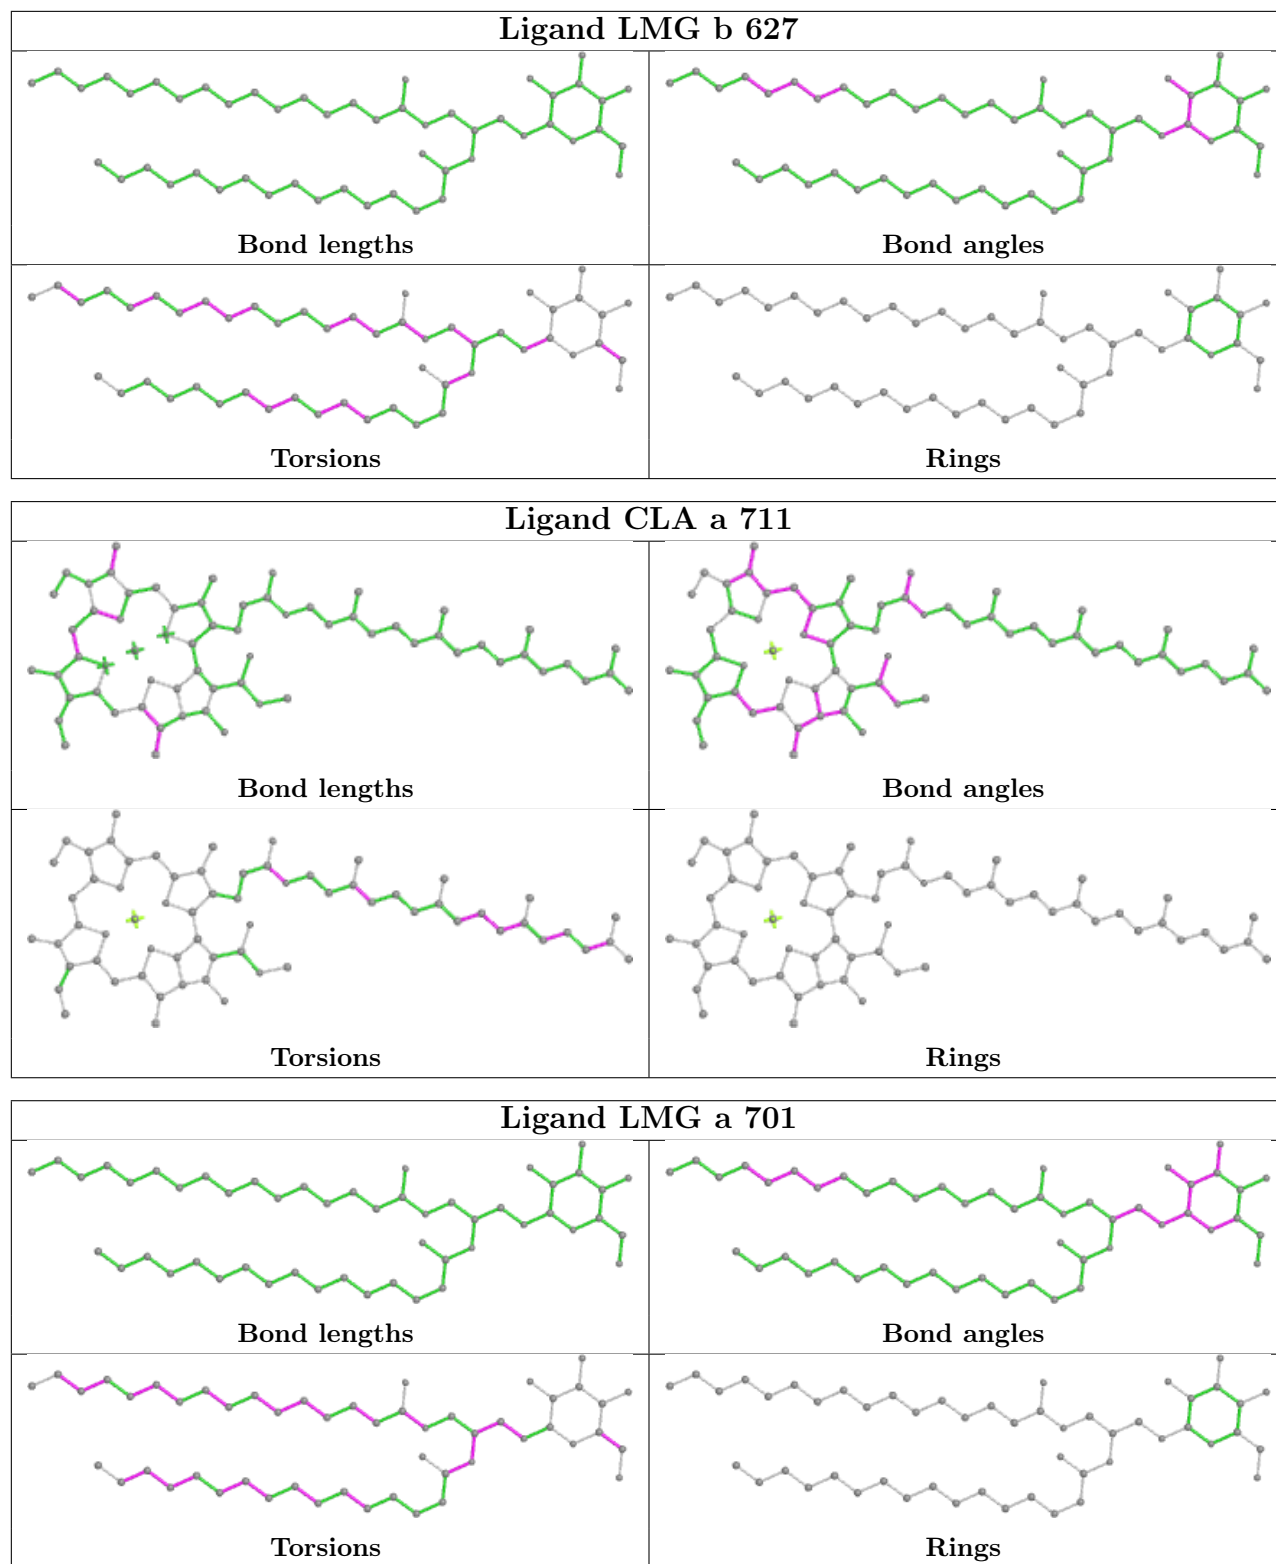 Ligand LMG b 627
Bond lengths
Bond angles
Torsions
Rings
Ligand CLA a 711
Bond lengths
Bond angles
Torsions
Rings
Ligand LMG a 701
Bond lengths
Bond angles
Torsions
Rings